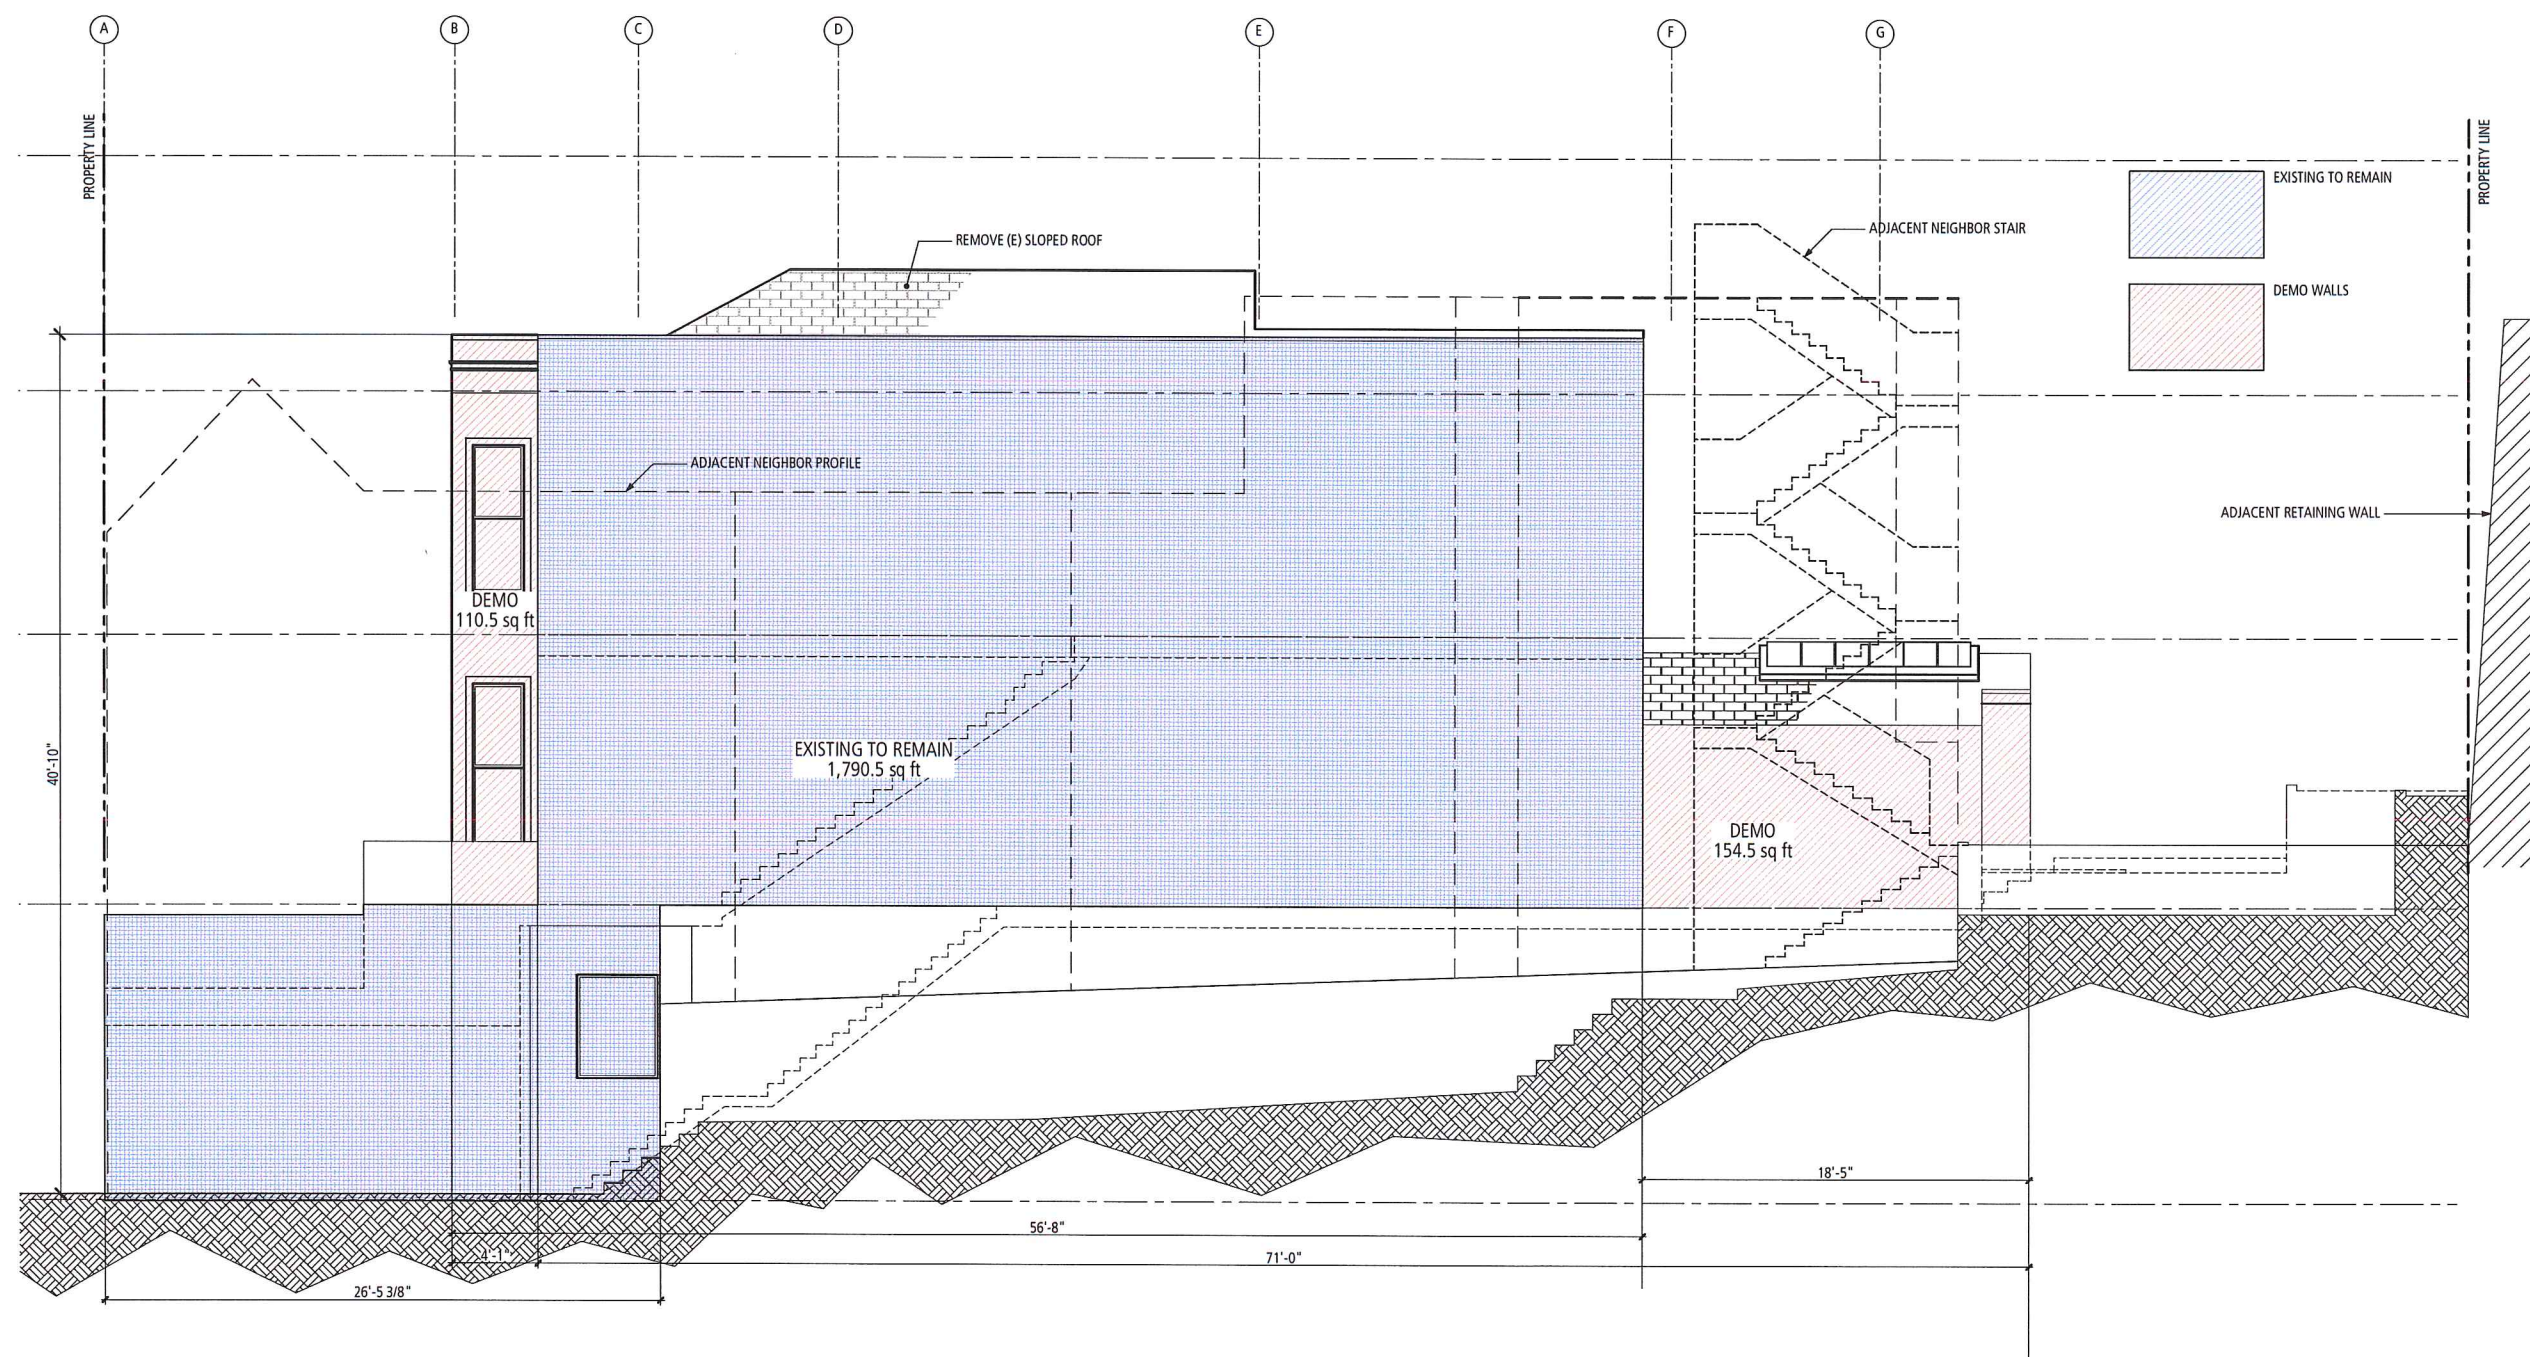 A
B
C
D
E
F
G
PROPERTY LINE
PROPERTY LINE
EXISTING TO REMAIN
DEMO WALLS
REMOVE (E) SLOPED ROOF
ADJACENT NEIGHBOR STAIR
ADJACENT NEIGHBOR PROFILE
ADJACENT RETAINING WALL
DEMO
110.5 sq ft
40'-10"
EXISTING TO REMAIN
1,790.5 sq ft
DEMO
154.5 sq ft
18'-5"
56'-8"
4'-1"
71'-0"
26'-5 3/8"